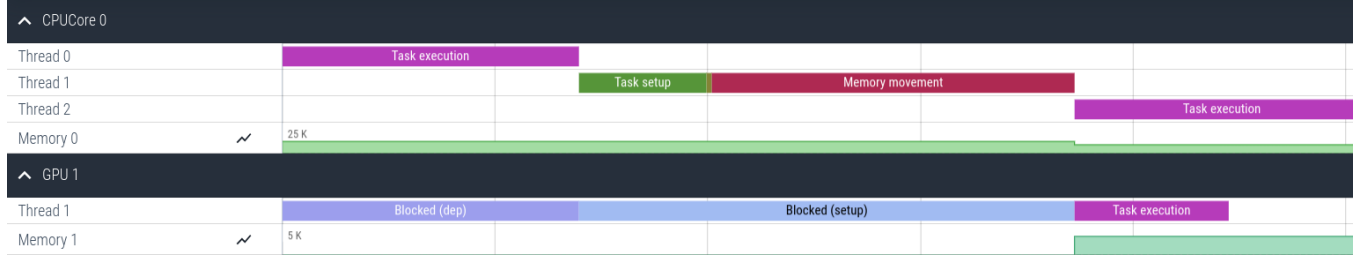 CPUCore 0
Thread 0 Task execution
Thread 1 Task setup Memory movement
Thread 2 Task execution
Memory 0 25 K
GPU 1
Thread 1 Blocked (dep) Blocked (setup) Task execution
Memory 1 5 K